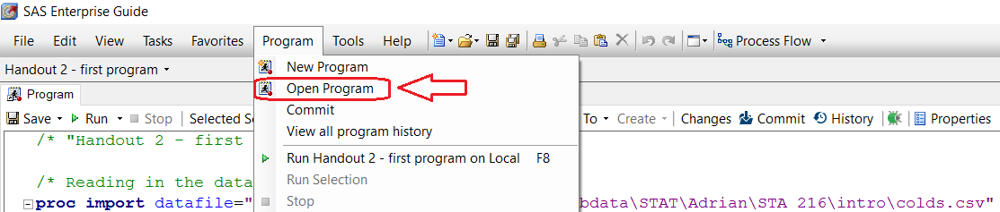 SAS Enterprise Guide
File Edit View Tasks Favorites Program Tools Help Process Flow
Handout 2 - first program
New Program
Program
Open Program
Commit
View all program history
Save Run Stop Selected To Create Changes Commit History Properties
/* "Handout 2 - first
Run Handout 2 - first program on Local F8
/* Reading in the data
Run Selection
proc import datafile=" bdata\STAT\Adrian\STA 216\intro\colds.csv"
Stop